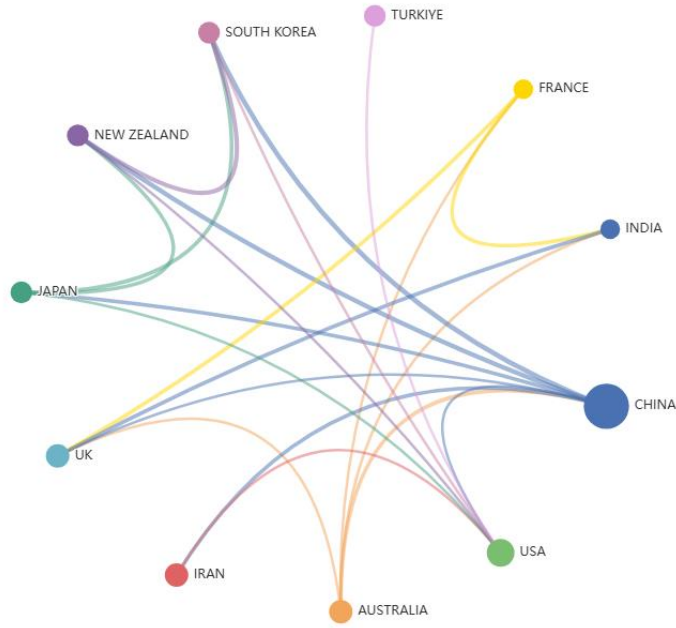 TURKIYE
SOUTH KOREA
FRANCE
NEW ZEALAND
INDIA
JAPAN
CHINA
UK
USA
IRAN
AUSTRALIA